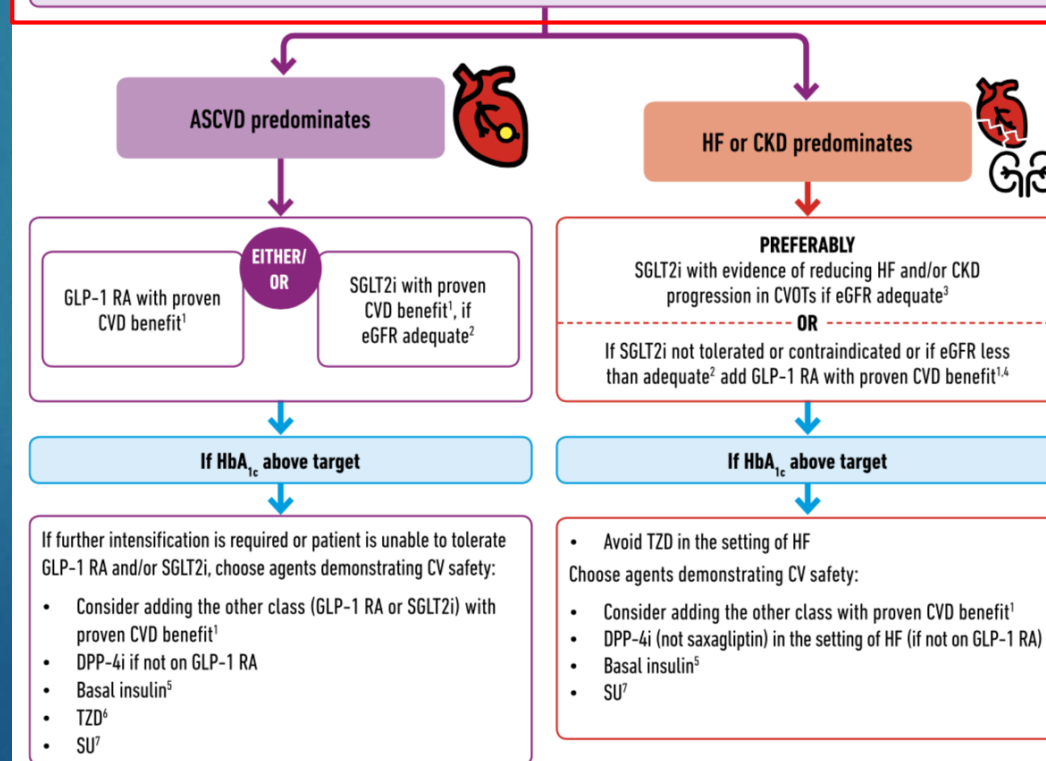 ASCVD predominates
EITHER/
OR
GLP-1 RA with proven
CVD benefit¹
SGLT2i with proven
CVD benefit¹, if
eGFR adequate²
If HbA₁c above target
If further intensification is required or patient is unable to tolerate
GLP-1 RA and/or SGLT2i, choose agents demonstrating CV safety:
• Consider adding the other class (GLP-1 RA or SGLT2i) with
proven CVD benefit¹
• DPP-4i if not on GLP-1 RA
• Basal insulin⁵
• TZD⁶
• SU⁷
HF or CKD predominates
PREFERABLY
SGLT2i with evidence of reducing HF and/or CKD
progression in CVOTs if eGFR adequate³
OR
If SGLT2i not tolerated or contraindicated or if eGFR less
than adequate² add GLP-1 RA with proven CVD benefit¹,⁴
If HbA₁c above target
• Avoid TZD in the setting of HF
Choose agents demonstrating CV safety:
• Consider adding the other class with proven CVD benefit¹
• DPP-4i (not saxagliptin) in the setting of HF (if not on GLP-1 RA)
• Basal insulin⁵
• SU⁷